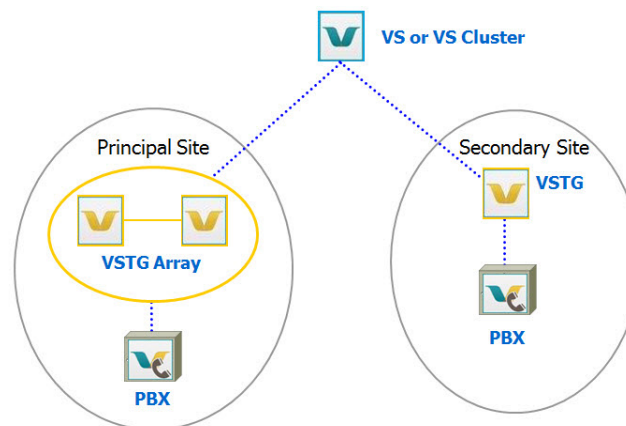 VS or VS Cluster
Principal Site
Secondary Site
VSTG
VSTG Array
PBX
PBX